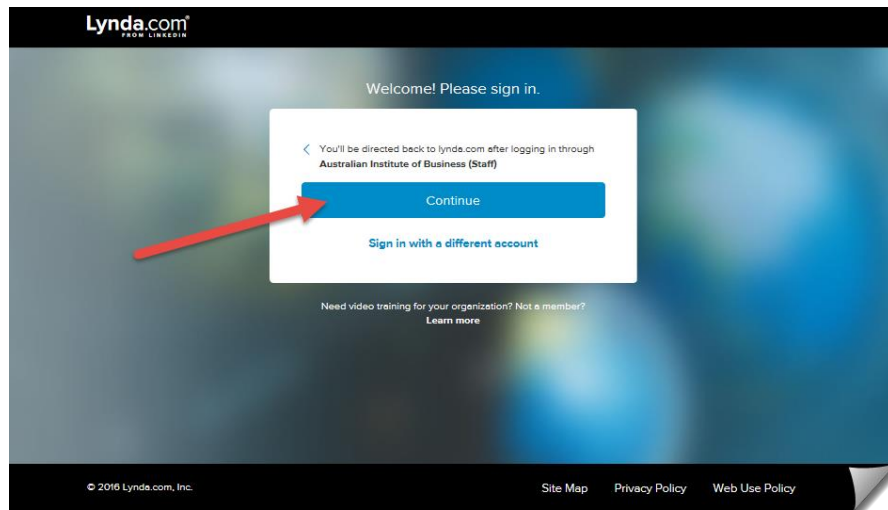 Lynda.com®
FROM LINKEDIN
Welcome! Please sign in.
You'll be directed back to lynda.com after logging in through
Australian Institute of Business (Staff)
Continue
Sign in with a different account
Need video training for your organization? Not a member?
Learn more
© 2016 Lynda.com, Inc.
Site Map Privacy Policy Web Use Policy